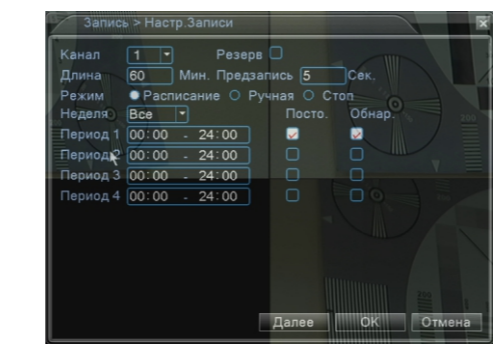 Запись > Настр.Записи
Канал 1 Резерв
Длина 60 Мин. Предзапись 5 Сек.
Режим Расписание Ручная Стоп
Неделя Все Посто. Обнар.
Период 1 00:00 - 24:00
Период 2 00:00 - 24:00
Период 3 00:00 - 24:00
Период 4 00:00 - 24:00
Далее OK Отмена